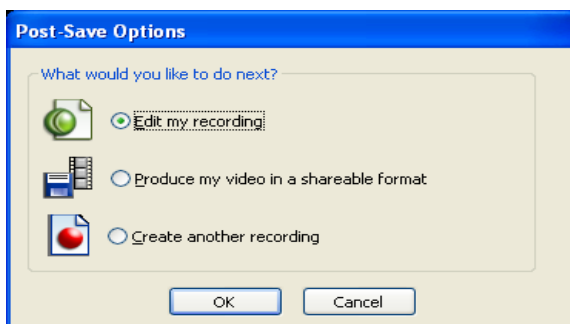 Post-Save Options
What would you like to do next?
Edit my recording
Produce my video in a shareable format
Create another recording
OK Cancel